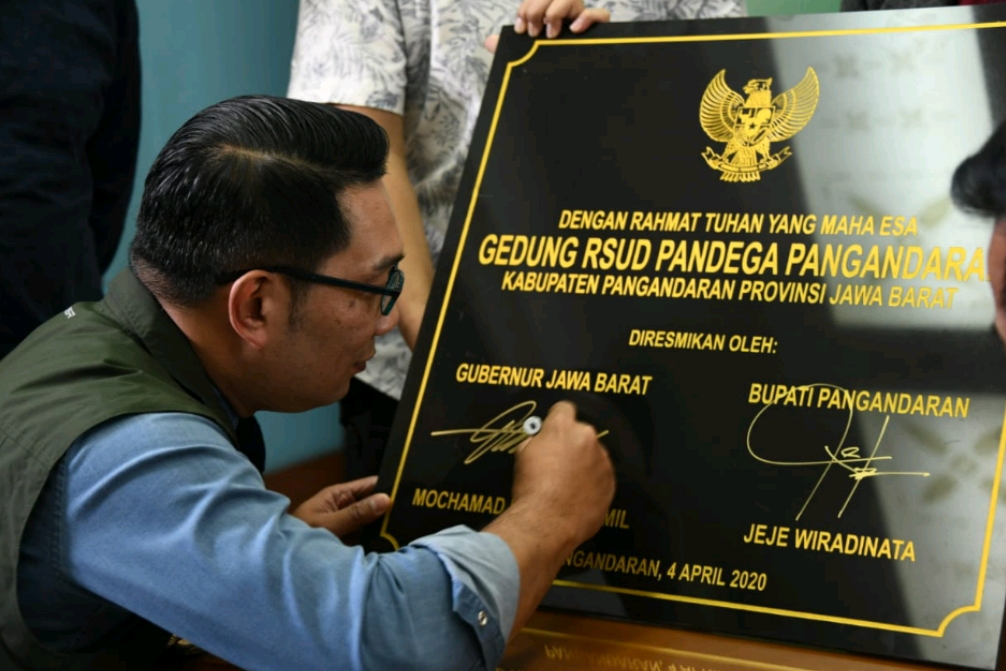 DENGAN RAHMAT TUHAN YANG MAHA ESA
GEDUNG RSUD PANDEGA PANGANDARA
KABUPATEN PANGANDARAN PROVINSI JAWA BARAT
DIRESMIKAN OLEH:
GUBERNUR JAWA BARAT
BUPATI PANGANDARAN
MOCHAMAD
JEJE WIRADINATA
NGANDARAN, 4 APRIL 2020